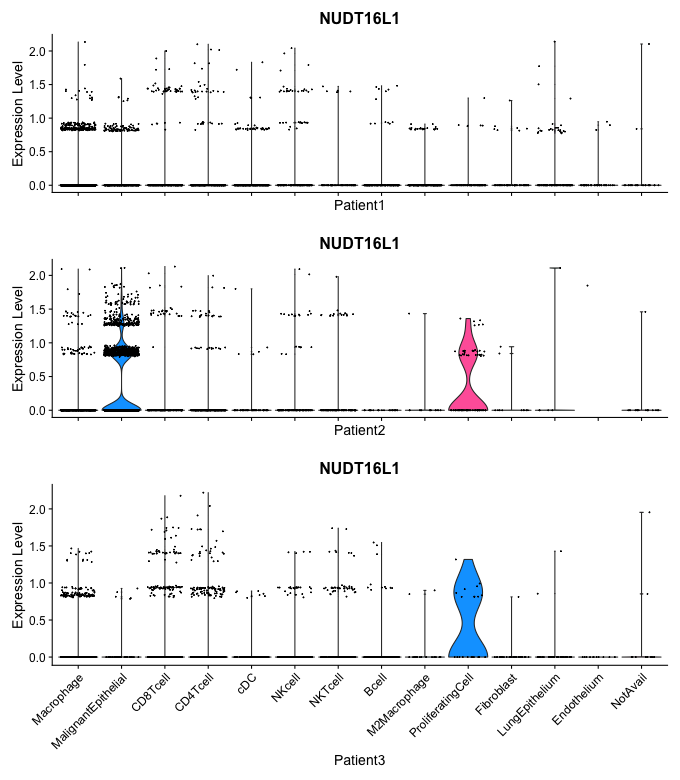 NUDT16L1
Expression Level
2.0
1.5
1.0
0.5
0.0
Patient1
NUDT16L1
Expression Level
2.0
1.5
1.0
0.5
0.0
Patient2
NUDT16L1
Expression Level
2.0
1.5
1.0
0.5
0.0
Macrophage
MalignantEpithelial
CD8Tcell
CD4Tcell
cDC
NKcell
NKTcell
Bcell
M2Macrophage
ProliferatingCell
Fibroblast
LungEpithelium
Endothelium
NotAvail
Patient3